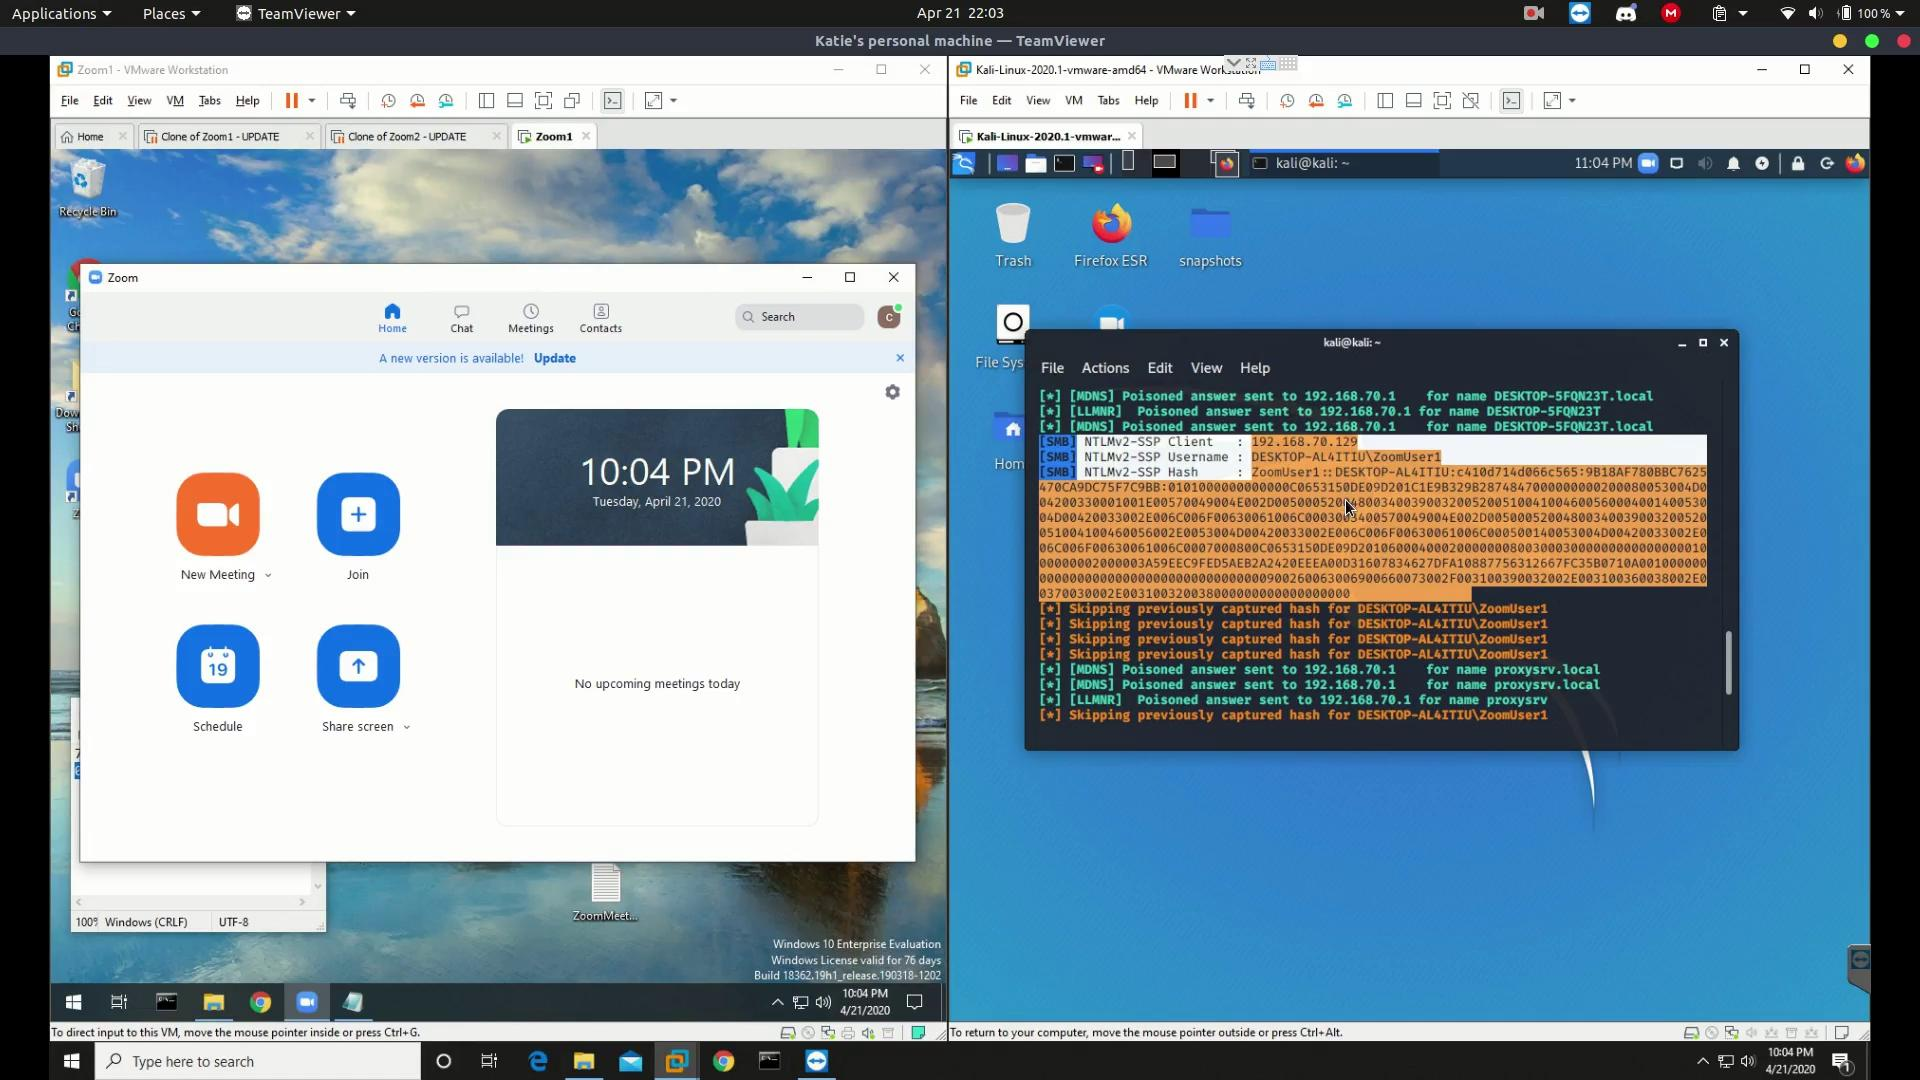 Applications
Places
TeamViewer
Apr 21 22:03
100 %
Katie's personal machine — TeamViewer
Zoom1 - VMware Workstation
File Edit View VM Tabs Help
Home
Clone of Zoom1 - UPDATE
Clone of Zoom2 - UPDATE
Zoom1
Recycle Bin
Zoom
Home
Chat
Meetings
Contacts
Search
C
A new version is available! Update
New Meeting
Join
19
Schedule
Share screen
10:04 PM
Tuesday, April 21, 2020
No upcoming meetings today
100% Windows (CRLF) UTF-8
ZoomMeet...
Windows 10 Enterprise Evaluation
Windows License valid for 76 days
Build 18362.19h1_release.190318-1202
10:04 PM
4/21/2020
To direct input to this VM, move the mouse pointer inside or press Ctrl+G.
Kali-Linux-2020.1-vmware-amd64 - VMware Workstation
File Edit View VM Tabs Help
Kali-Linux-2020.1-vmwar...
kali@kali: ~
11:04 PM
Trash
Firefox ESR
snapshots
File Sys
Hom
kali@kali: ~
File Actions Edit View Help
[*] [MDNS] Poisoned answer sent to 192.168.70.1 for name DESKTOP-5FQN23T.local
[*] [LLMNR] Poisoned answer sent to 192.168.70.1 for name DESKTOP-5FQN23T
[*] [MDNS] Poisoned answer sent to 192.168.70.1 for name DESKTOP-5FQN23T.local
[SMB] NTLMv2-SSP Client : 192.168.70.129
[SMB] NTLMv2-SSP Username : DESKTOP-AL4ITIU\ZoomUser1
[SMB] NTLMv2-SSP Hash : ZoomUser1::DESKTOP-AL4ITIU:c410d714d066c565:9B18AF780BBC7625
[*] Skipping previously captured hash for DESKTOP-AL4ITIU\ZoomUser1
[*] Skipping previously captured hash for DESKTOP-AL4ITIU\ZoomUser1
[*] Skipping previously captured hash for DESKTOP-AL4ITIU\ZoomUser1
[*] Skipping previously captured hash for DESKTOP-AL4ITIU\ZoomUser1
[*] [MDNS] Poisoned answer sent to 192.168.70.1 for name proxysrv.local
[*] [MDNS] Poisoned answer sent to 192.168.70.1 for name proxysrv.local
[*] [LLMNR] Poisoned answer sent to 192.168.70.1 for name proxysrv
[*] Skipping previously captured hash for DESKTOP-AL4ITIU\ZoomUser1
To return to your computer, move the mouse pointer outside or press Ctrl+Alt.
Type here to search
10:04 PM
4/21/2020
1